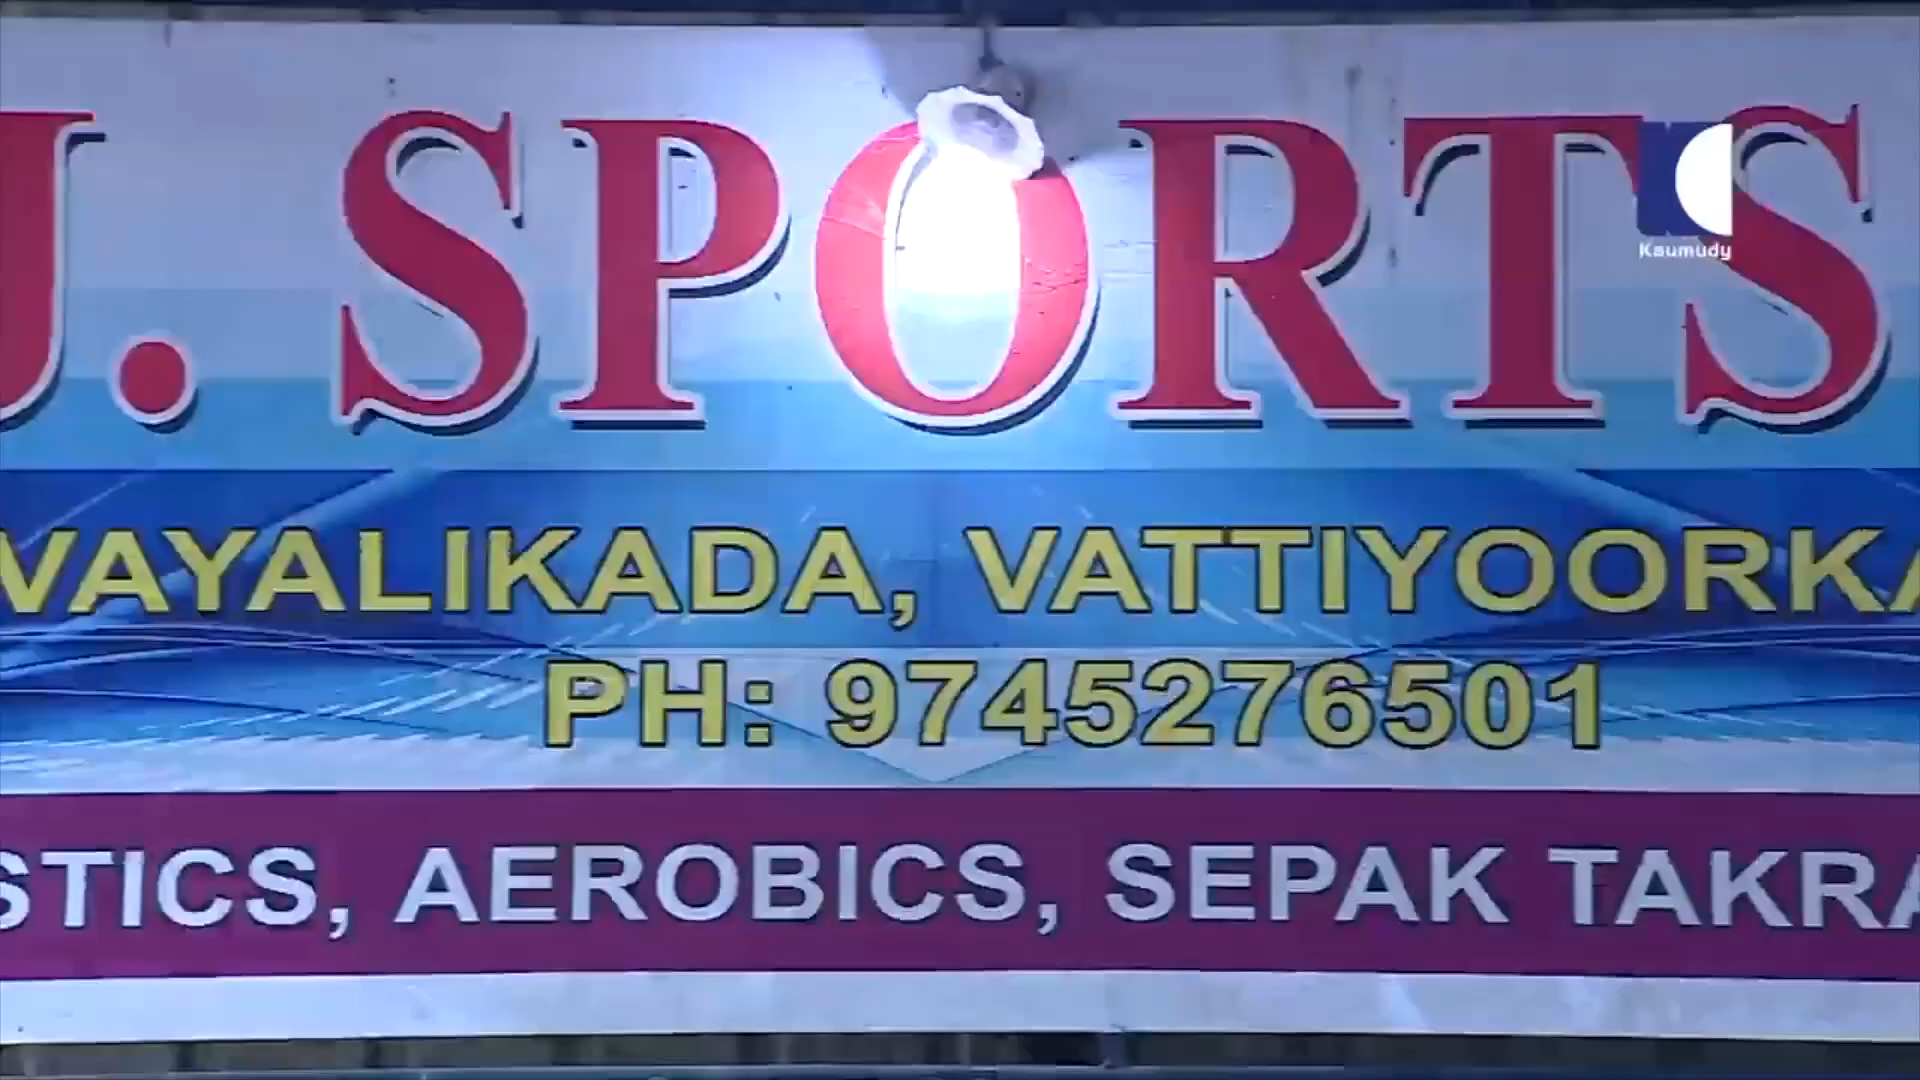 J. SPORTS
Kaumudy
VAYALIKADA, VATTIYOORKA
PH: 9745276501
STICS, AEROBICS, SEPAK TAKRA